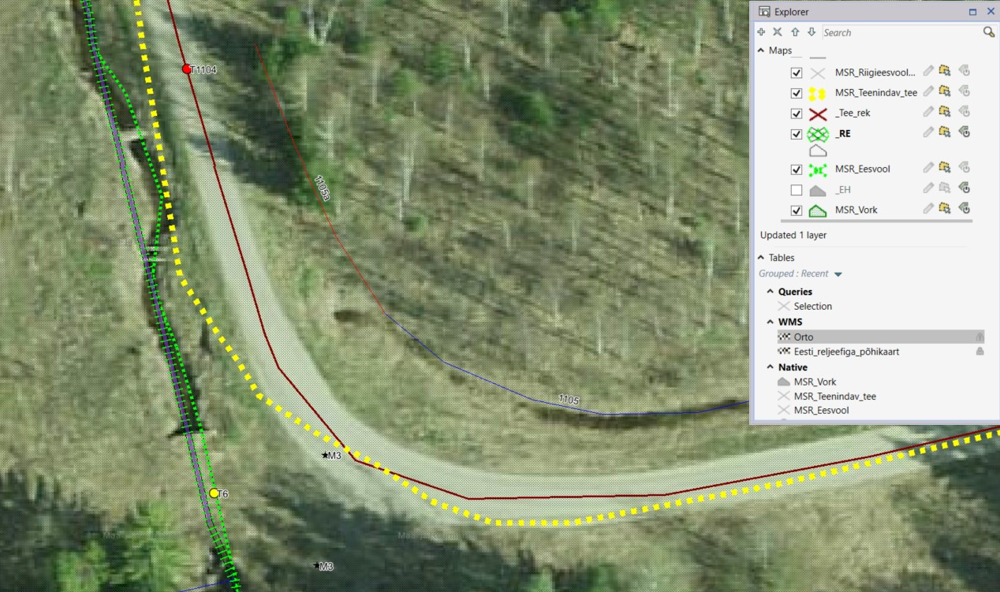 T1104
1105a
1105
M3
T6
M3
Explorer
Search
Maps
MSR_Riigieesvool...
MSR_Teenindav_tee
_Tee_rek
_RE
MSR_Eesvool
_EH
MSR_Vork
Updated 1 layer
Tables
Grouped : Recent
Queries
Selection
WMS
Orto
Eesti_reljeefiga_põhikaart
Native
MSR_Vork
MSR_Teenindav_tee
MSR_Eesvool